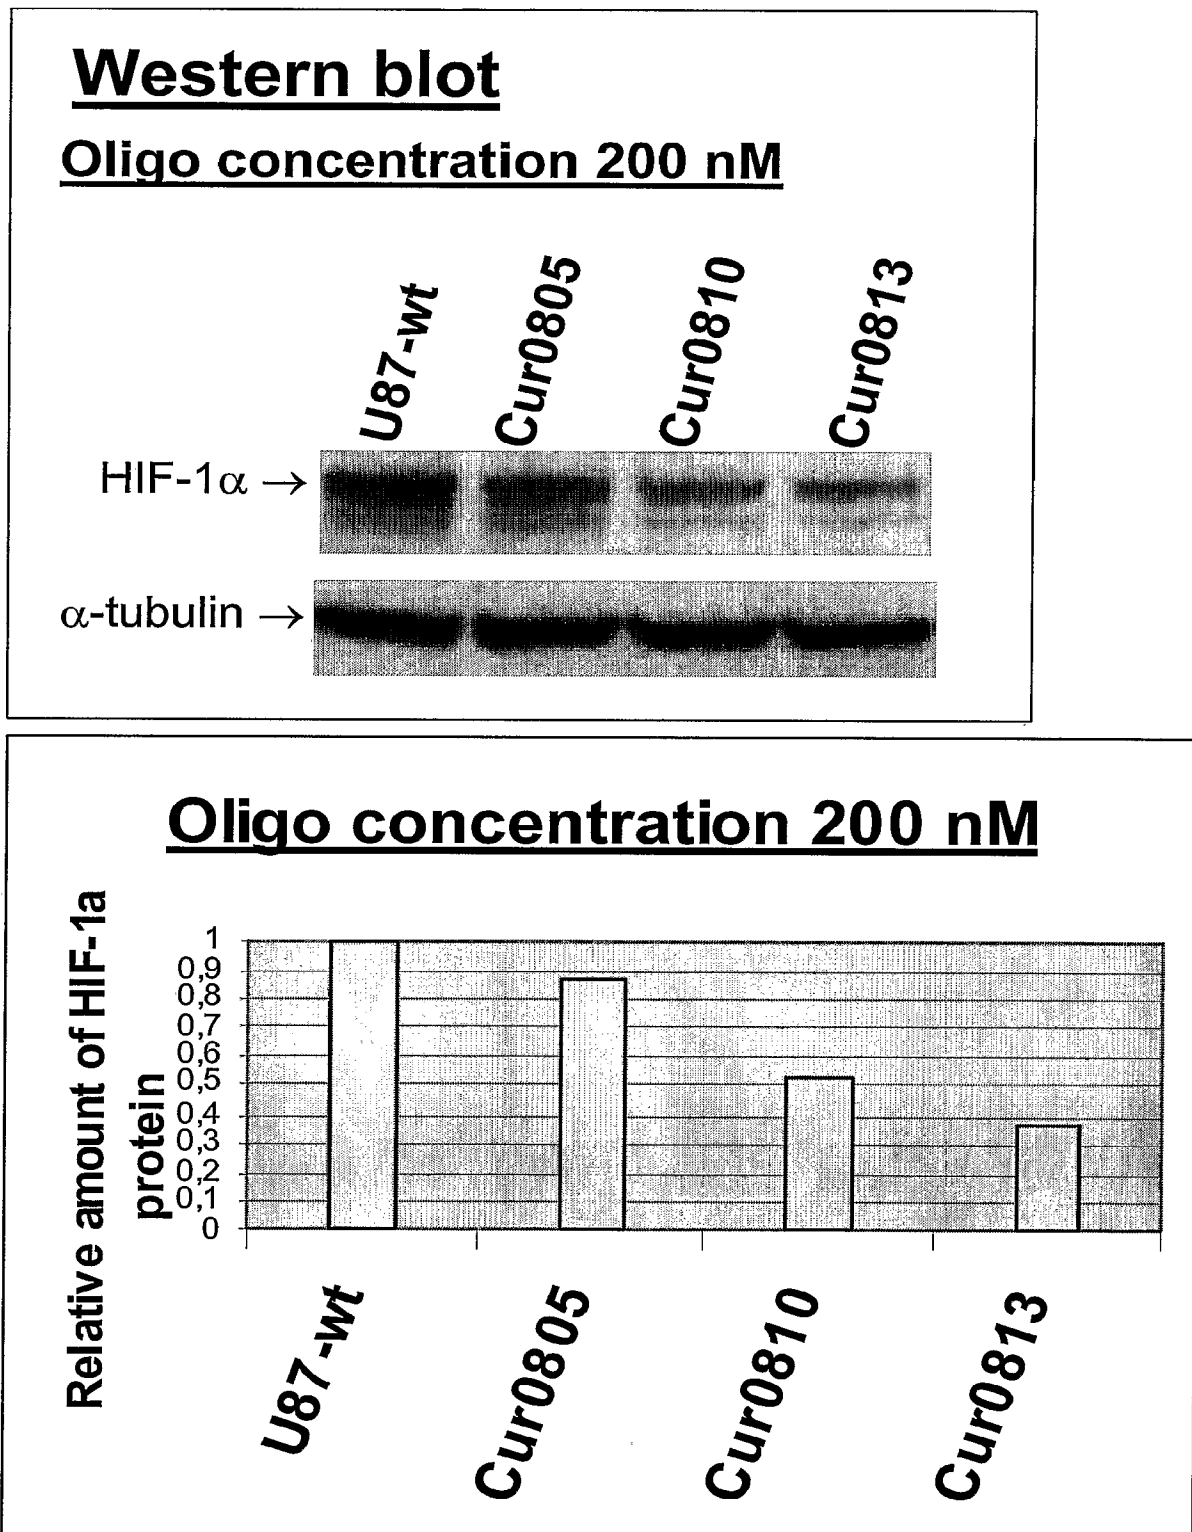 Western blot
Oligo concentration 200 nM
U87-wt
Cur0805
Cur0810
Cur0813
HIF-1α →
α-tubulin →
Oligo concentration 200 nM
Relative amount of HIF-1a
protein
1
0,9
0,8
0,7
0,6
0,5
0,4
0,3
0,2
0,1
0
U87-wt
Cur0805
Cur0810
Cur0813